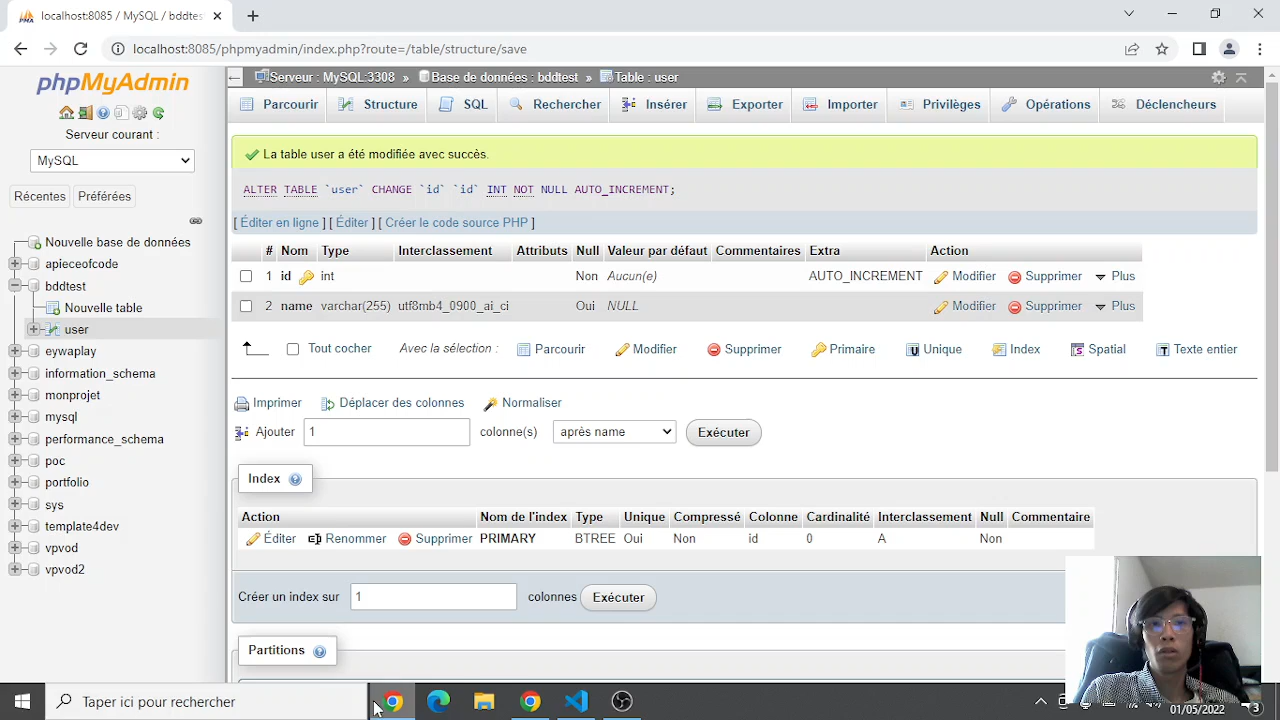 localhost:8085 / MySQL / bddtes
localhost:8085/phpmyadmin/index.php?route=/table/structure/save
phpMyAdmin
Serveur courant :
MySQL
Récentes Préférées
Nouvelle base de données
apieceofcode
bddtest
Nouvelle table
user
eywaplay
information_schema
monprojet
mysql
performance_schema
poc
portfolio
sys
template4dev
vpvod
vpvod2
Serveur : MySQL-3308 » Base de données : bddtest » Table : user
Parcourir Structure SQL Rechercher Insérer Exporter Importer Privilèges Opérations Déclencheurs
La table user a été modifiée avec succès.
ALTER TABLE `user` CHANGE `id` `id` INT NOT NULL AUTO_INCREMENT;
[ Éditer en ligne ] [ Éditer ] [ Créer le code source PHP ]
# Nom Type Interclassement Attributs Null Valeur par défaut Commentaires Extra Action
1 id int Non Aucun(e) AUTO_INCREMENT Modifier Supprimer Plus
2 name varchar(255) utf8mb4_0900_ai_ci Oui NULL Modifier Supprimer Plus
Tout cocher Avec la sélection : Parcourir Modifier Supprimer Primaire Unique Index Spatial Texte entier
Imprimer Déplacer des colonnes Normaliser
Ajouter 1 colonne(s) après name Exécuter
Index
Action Nom de l'index Type Unique Compressé Colonne Cardinalité Interclassement Null Commentaire
Éditer Renommer Supprimer PRIMARY BTREE Oui Non id 0 A Non
Créer un index sur 1 colonnes Exécuter
Partitions
Taper ici pour rechercher
01/05/2022
3